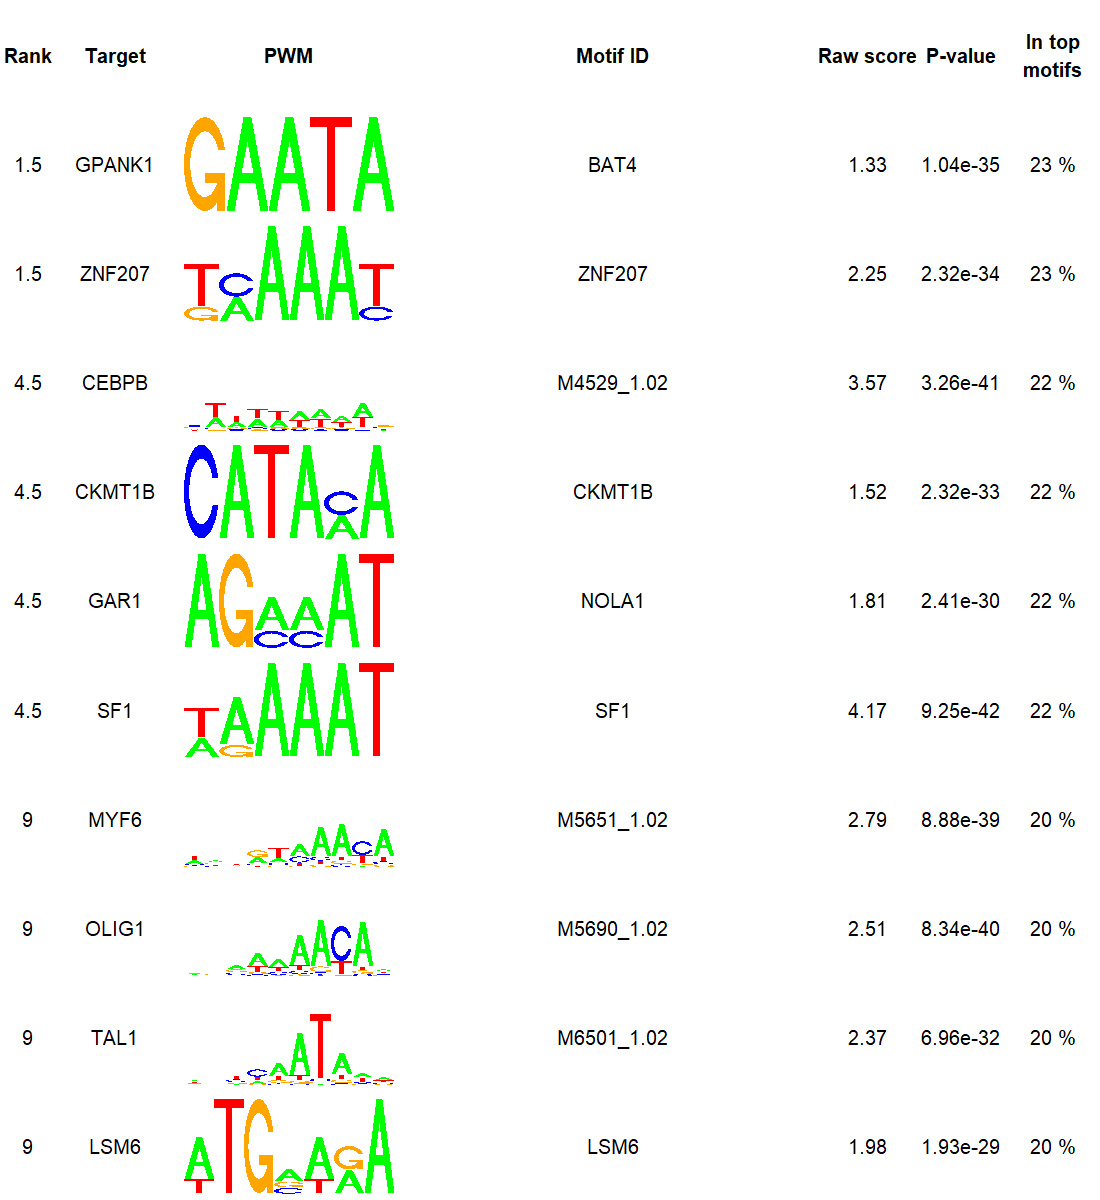 Rank Target PWM Motif ID Raw score P-value In top motifs
1.5 GPANK1 GAATA BAT4 1.33 1.04e-35 23 %
1.5 ZNF207 ZNF207 2.25 2.32e-34 23 %
4.5 CEBPB M4529_1.02 3.57 3.26e-41 22 %
4.5 CKMT1B CKMT1B 1.52 2.32e-33 22 %
4.5 GAR1 NOLA1 1.81 2.41e-30 22 %
4.5 SF1 SF1 4.17 9.25e-42 22 %
9 MYF6 M5651_1.02 2.79 8.88e-39 20 %
9 OLIG1 M5690_1.02 2.51 8.34e-40 20 %
9 TAL1 M6501_1.02 2.37 6.96e-32 20 %
9 LSM6 LSM6 1.98 1.93e-29 20 %